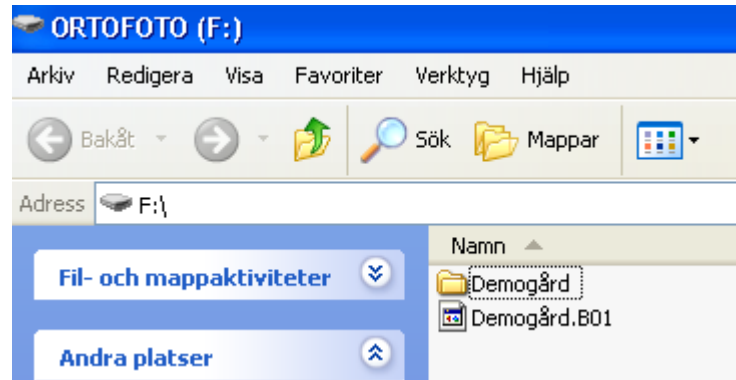 ORTOFOTO (F:)
Arkiv Redigera Visa Favoriter Verktyg Hjälp
Bakåt Sök Mappar
Adress F:\
Namn
Fil- och mappaktiviteter
Demogård
Demogård.B01
Andra platser